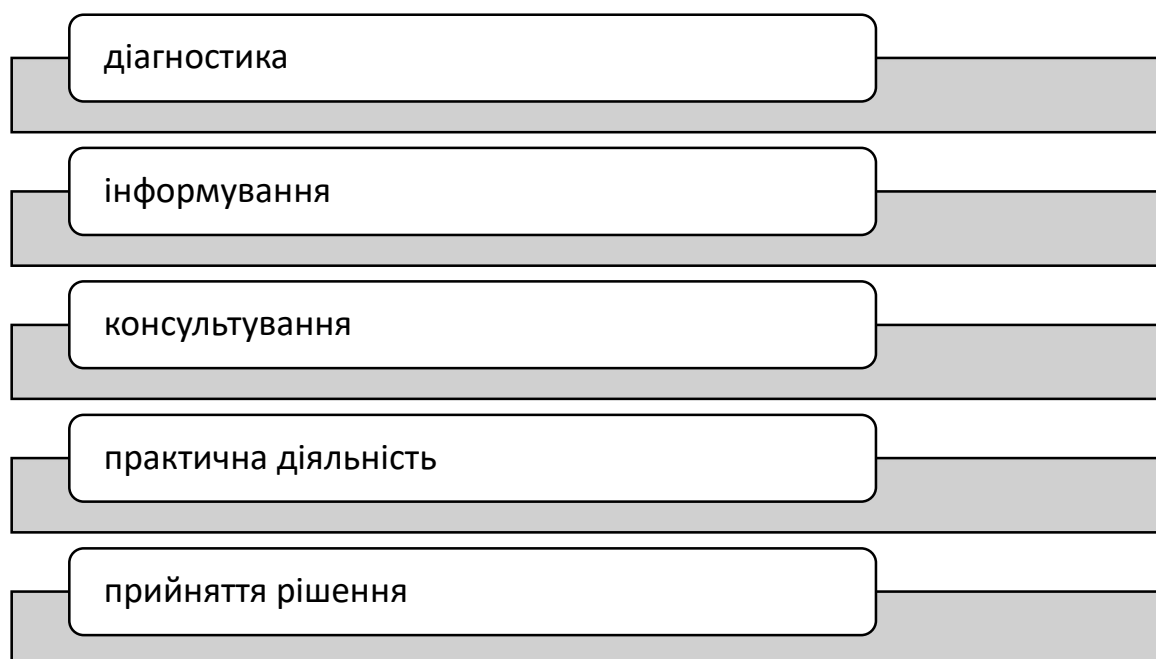 діагностика
інформування
консультування
практична діяльність
прийняття рішення